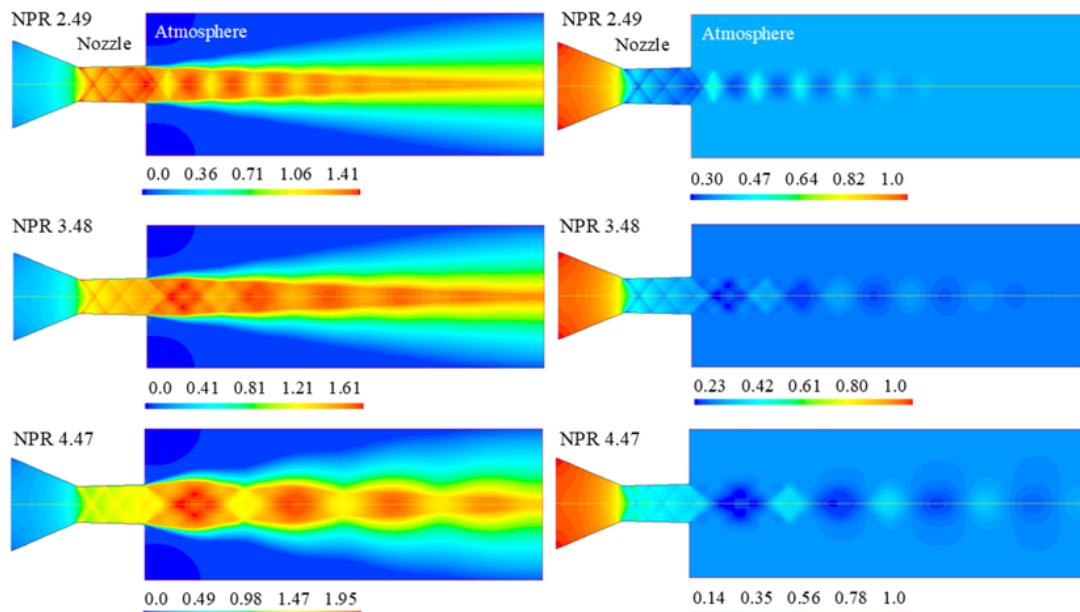 NPR 2.49
Nozzle
Atmosphere
0.0 0.36 0.71 1.06 1.41
NPR 2.49
Nozzle
Atmosphere
0.30 0.47 0.64 0.82 1.0
NPR 3.48
0.0 0.41 0.81 1.21 1.61
NPR 3.48
0.23 0.42 0.61 0.80 1.0
NPR 4.47
0.0 0.49 0.98 1.47 1.95
NPR 4.47
0.14 0.35 0.56 0.78 1.0